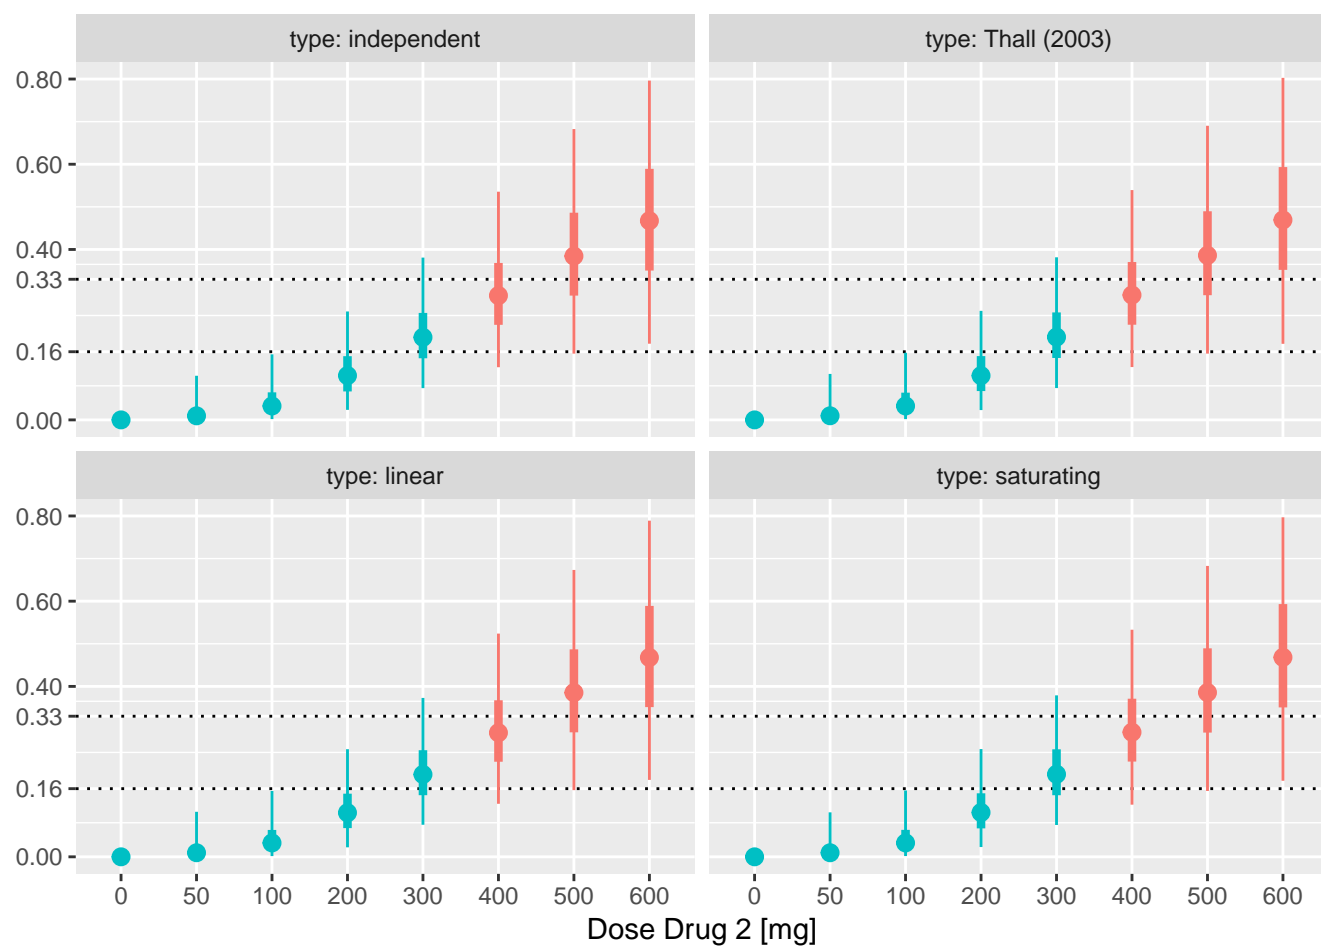 type: independent
type: Thall (2003)
0.80
0.60
0.40
0.33
0.16
0.00
type: linear
type: saturating
0.80
0.60
0.40
0.33
0.16
0.00
0 50 100 200 300 400 500 600
0 50 100 200 300 400 500 600
Dose Drug 2 [mg]